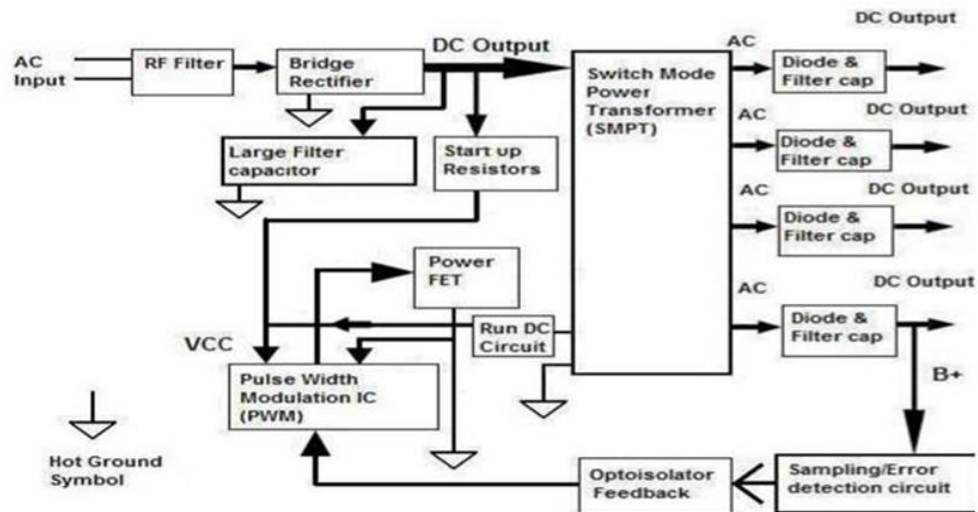 DC Output
AC
Input
RF Filter
Bridge
Rectifier
DC Output
AC
Diode &
Filter cap
Switch Mode
Power
Transformer
(SMPT)
DC Output
AC
Diode &
Filter cap
Large Filter
capacitor
Start up
Resistors
DC Output
AC
Diode &
Filter cap
Power
FET
DC Output
AC
Diode &
Filter cap
Run DC
Circuit
VCC
B+
Pulse Width
Modulation IC
(PWM)
Hot Ground
Symbol
Optoisolator
Feedback
Sampling/Error
detection circuit